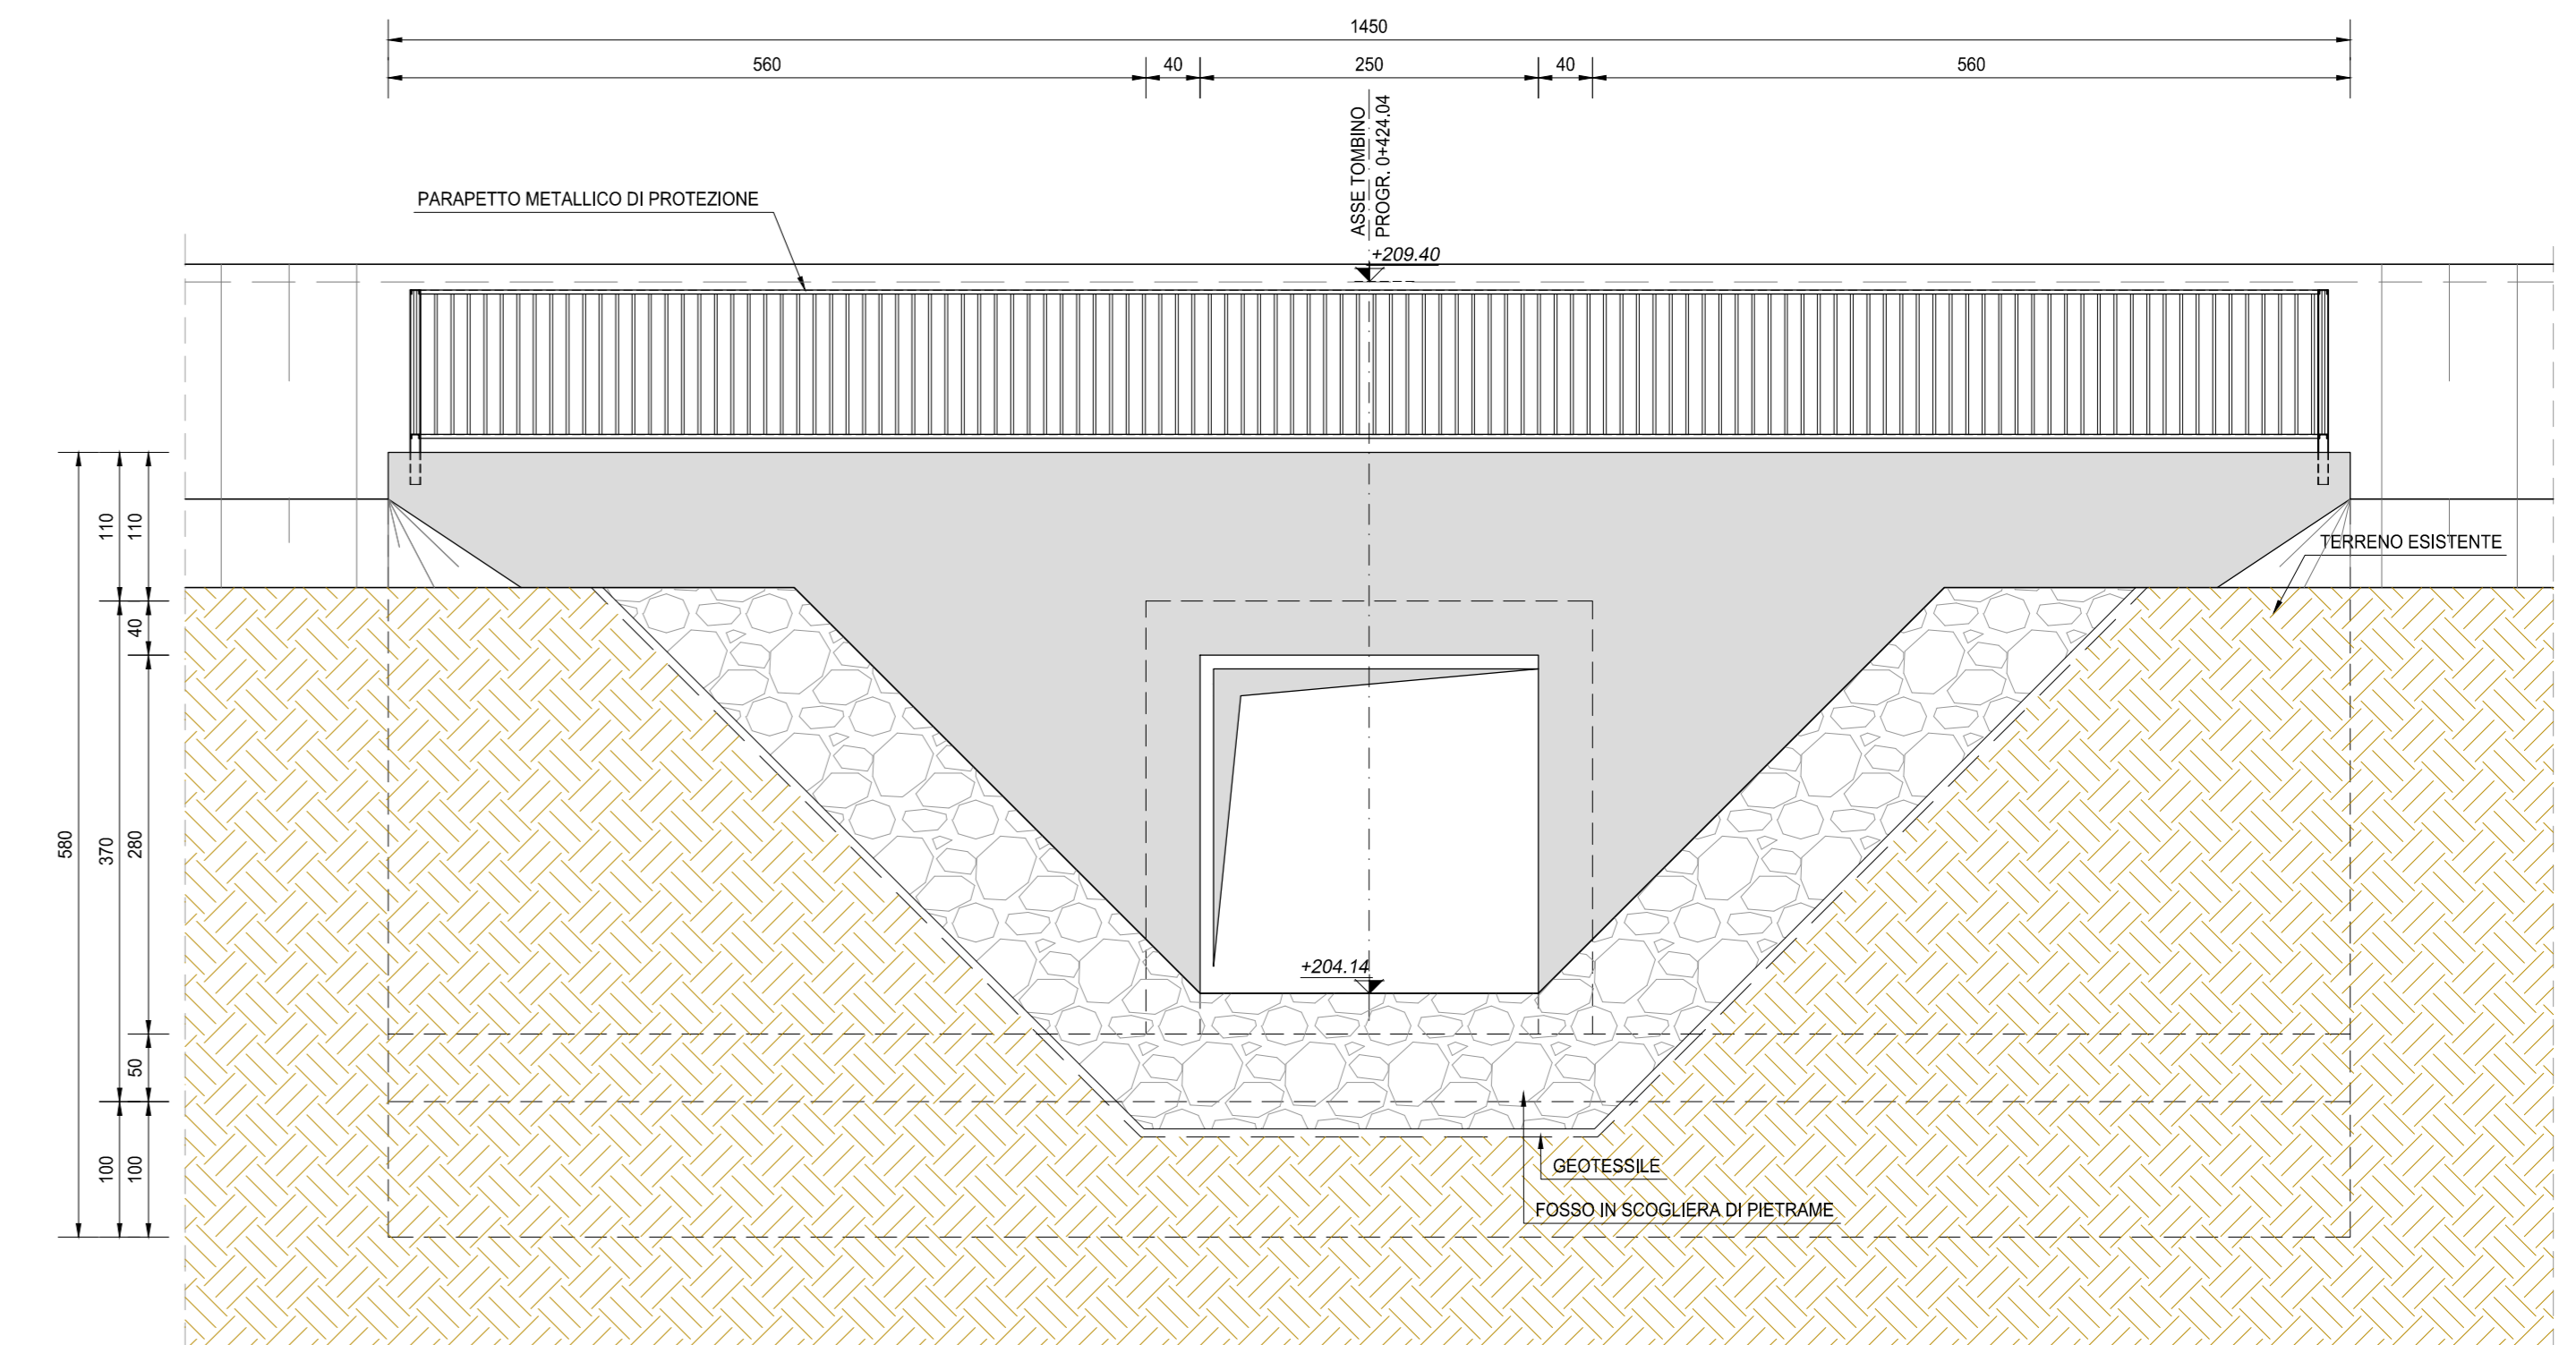 1450
560 40 250 40 560
ASSE TOMBINO
PROGR. 0+424.04
PARAPETTO METALLICO DI PROTEZIONE
+209.40
TERRENO ESISTENTE
110
110
40
580
370
280
+204.14
50
100
100
GEOTESSILE
FOSSO IN SCOGLIERA DI PIETRAME